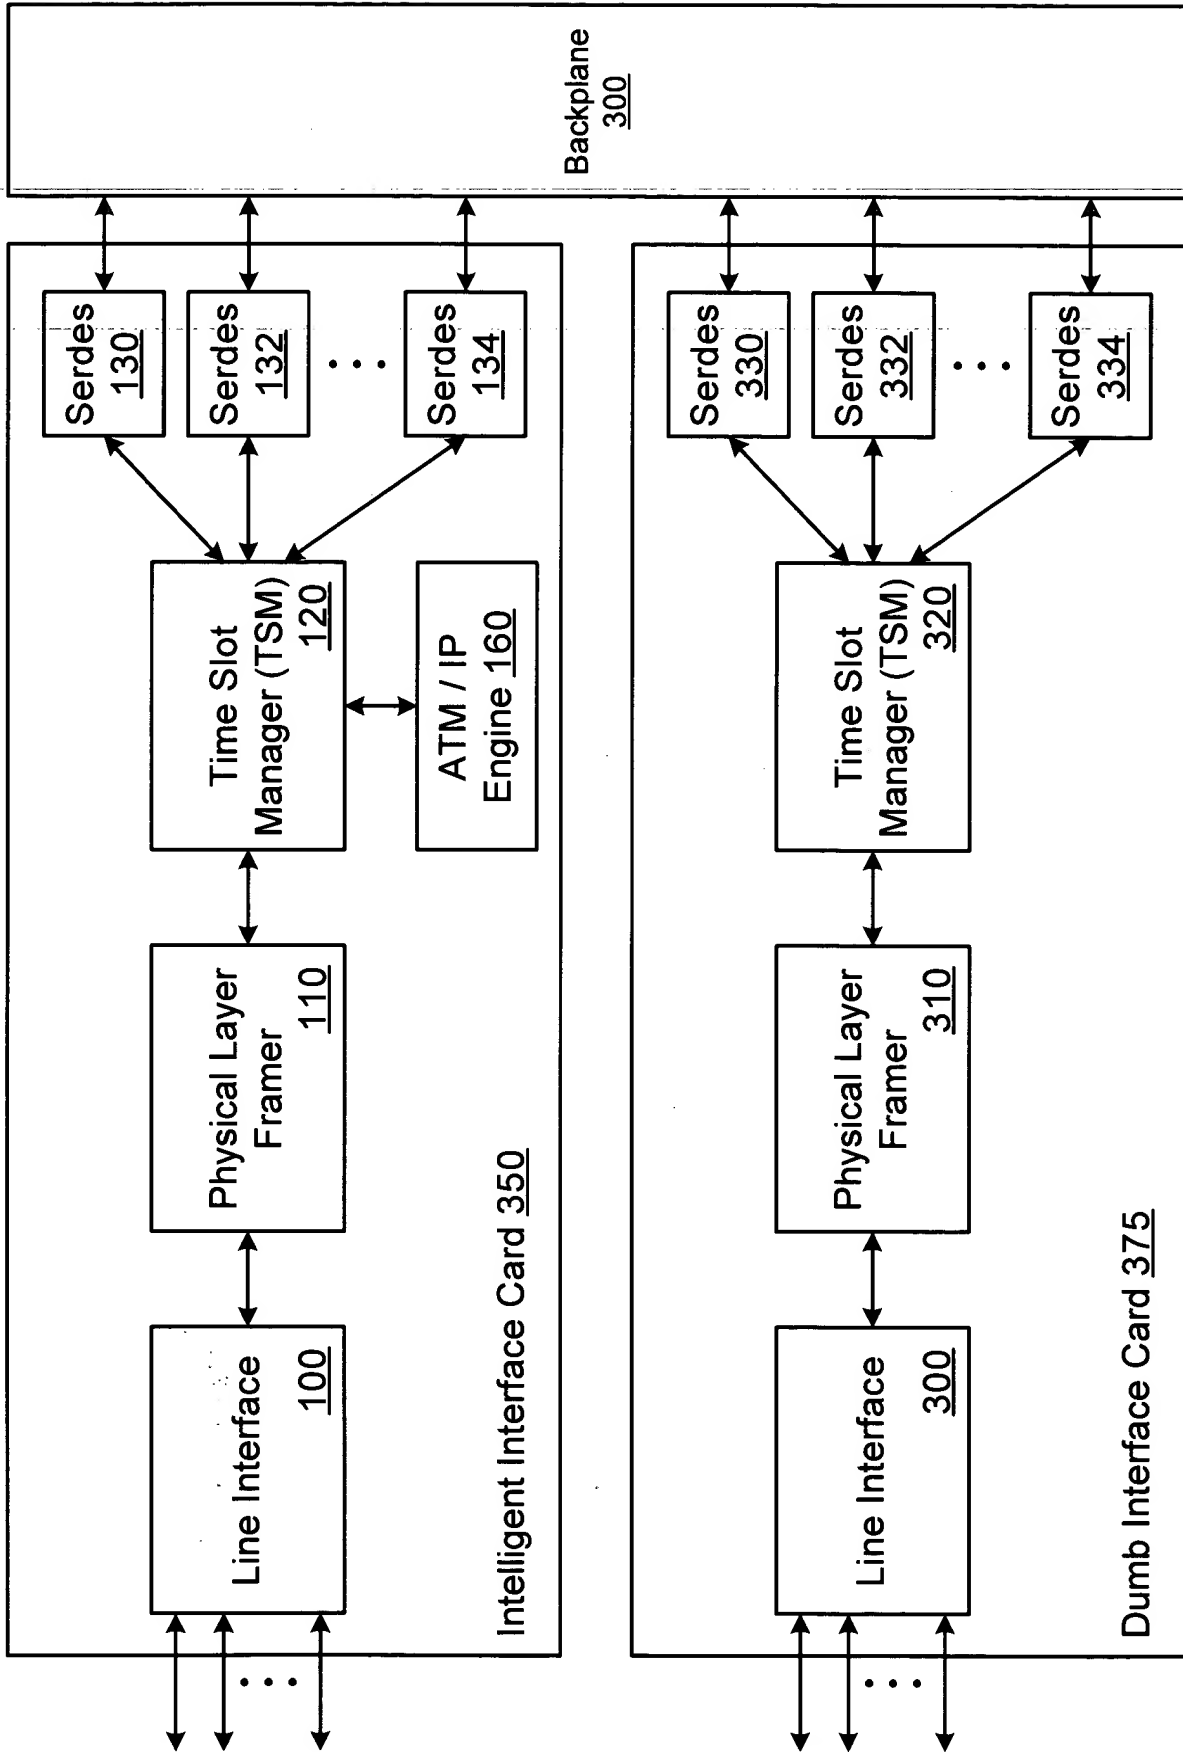 Backplane
300
Serdes
130
Serdes
132
Serdes
134
Time Slot
Manager (TSM)
120
ATM / IP
Engine 160
Physical Layer
Framer
110
Line Interface
100
Intelligent Interface Card 350
Serdes
330
Serdes
332
Serdes
334
Time Slot
Manager (TSM)
320
Physical Layer
Framer
310
Line Interface
300
Dumb Interface Card 375